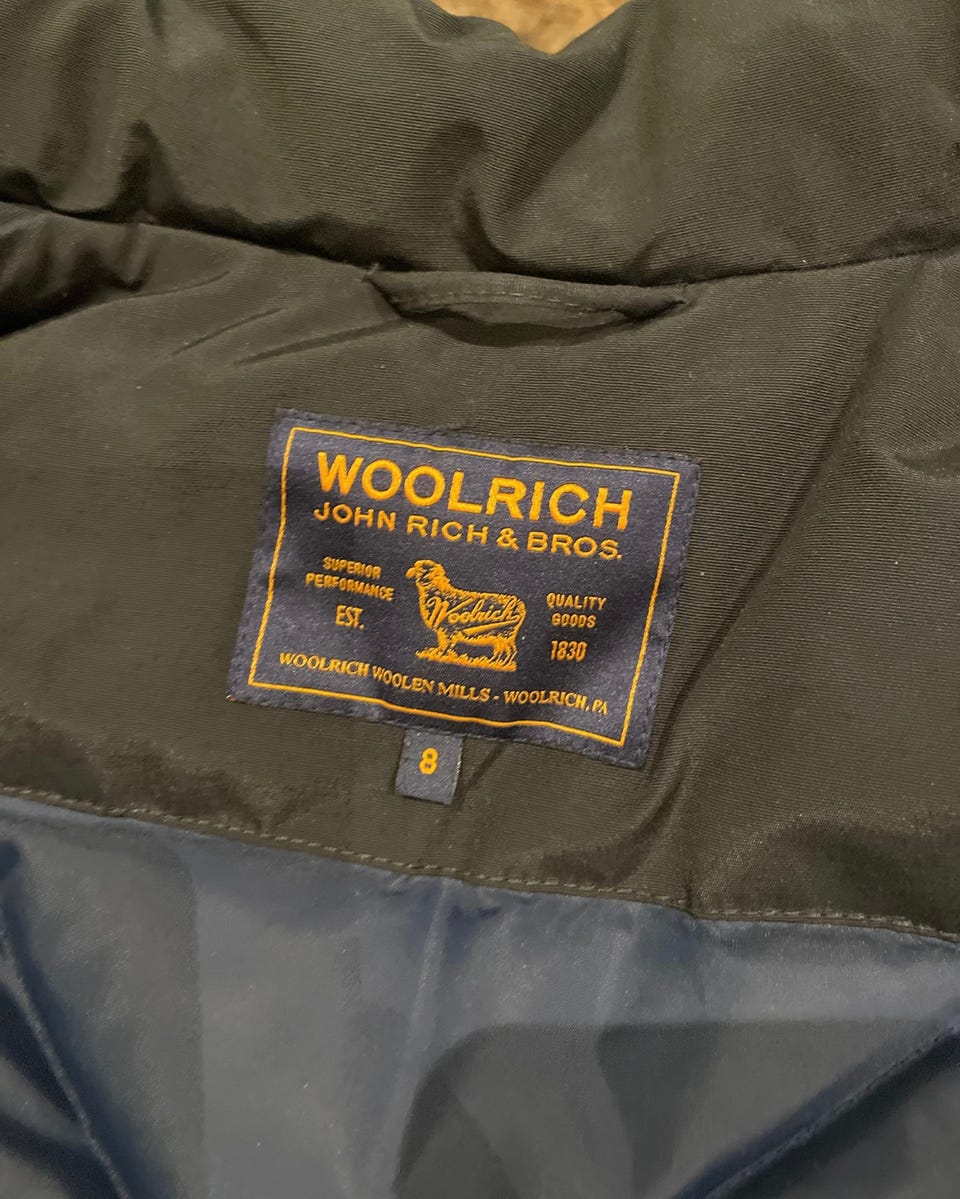 WOOLRICH
JOHN RICH & BROS.
SUPERIOR
PERFORMANCE
EST.
Woolrich
QUALITY
GOODS
1830
WOOLRICH WOOLEN MILLS - WOOLRICH, PA
8